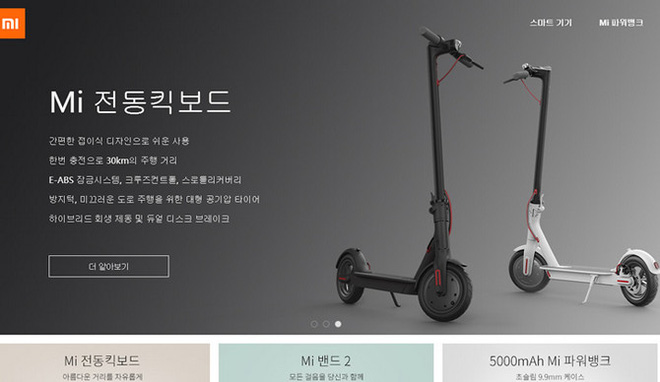 mi
스마트 기기 Mi 파워뱅크
Mi 전동킥보드
간편한 접이식 디자인으로 쉬운 사용
한번 충전으로 30km의 주행 거리
E-ABS 잠금시스템, 크루즈컨트롤, 스로틀리커버리
방지턱, 미끄러운 도로 주행을 위한 대형 공기압 타이어
하이브리드 회생 제동 및 듀얼 디스크 브레이크
더 알아보기
Mi 전동킥보드 Mi 밴드 2 5000mAh Mi 파워뱅크
아름다운 거리를 자유롭게 모든 걸음을 당신과 함께 초슬림 9.9mm 케이스